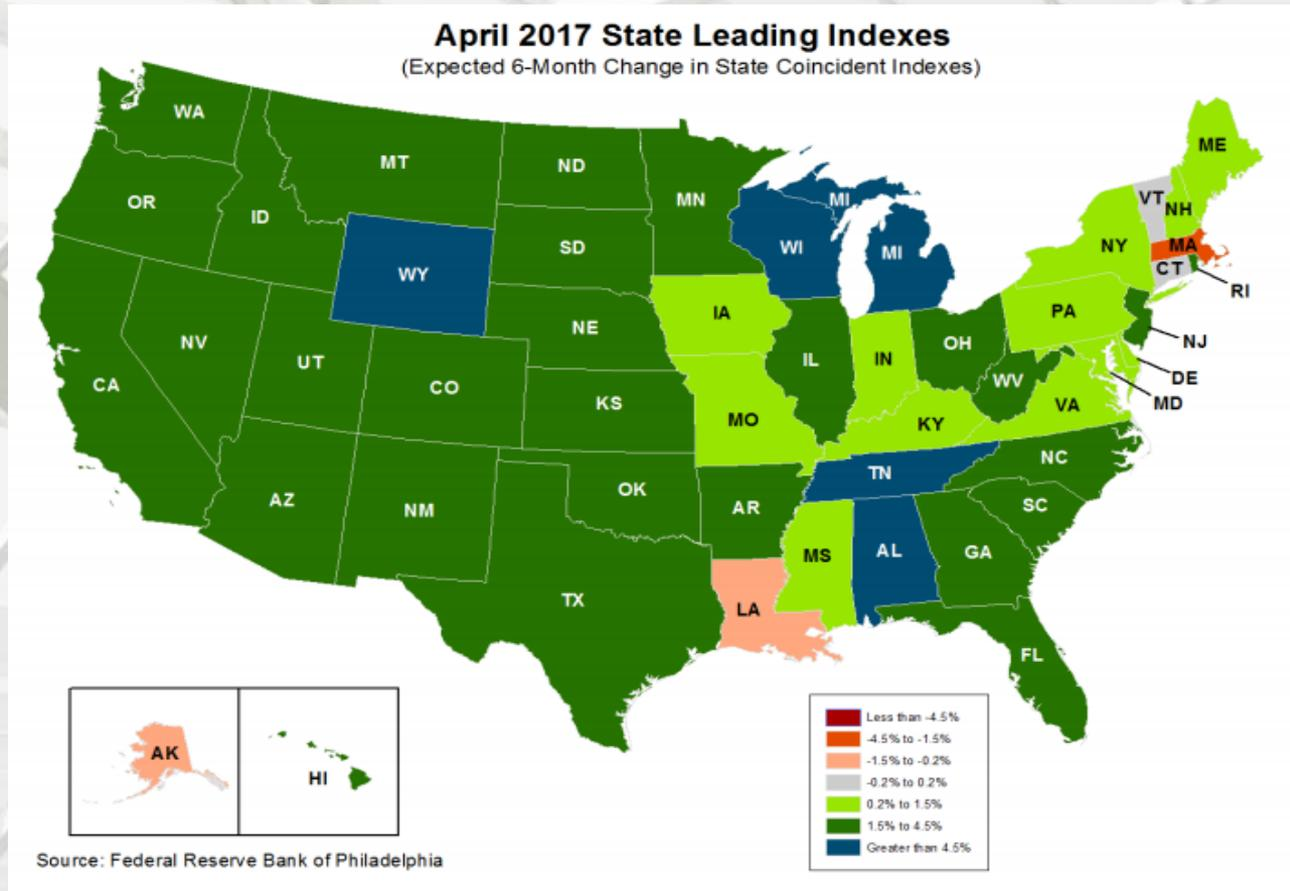 April 2017 State Leading Indexes
(Expected 6-Month Change in State Coincident Indexes)
WA
MT
ND
MN
ME
OR
ID
SD
WI
MI
MI
VT
NH
NY
MA
CT
RI
WY
NE
IA
PA
NJ
NV
UT
CO
IL
IN
OH
DE
CA
KS
MO
WV
MD
KY
VA
AZ
NM
OK
AR
TN
NC
SC
TX
LA
MS
AL
GA
FL
AK
HI
Less than -4.5%
-4.5% to -1.5%
-1.5% to -0.2%
-0.2% to 0.2%
0.2% to 1.5%
1.5% to 4.5%
Greater than 4.5%
Source: Federal Reserve Bank of Philadelphia